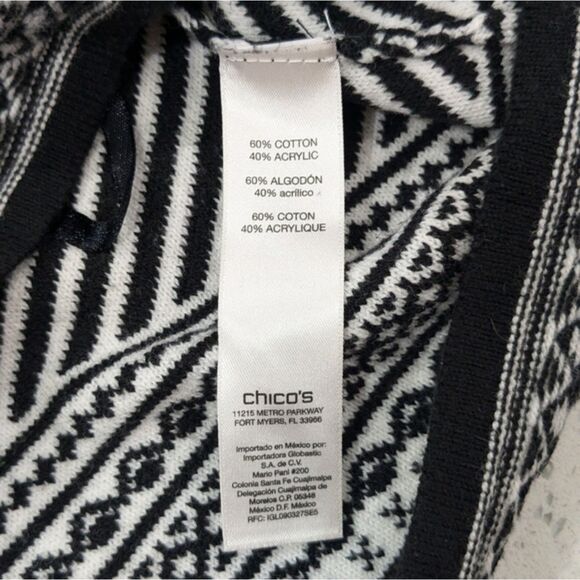 60% COTTON
40% ACRYLIC
60% ALGODÓN
40% acrílico
60% COTON
40% ACRYLIQUE
chico's
11215 METRO PARKWAY
FORT MYERS, FL 33966
Importado en México por:
Importadora Globastic
S.A. de C.V.
Mario Pani #200
Colonia Santa Fe Cuajimalpa
Delegación Cuajimalpa de
Morelos C.P. 05348
México D.F. México
RFC: IGL090327SE5